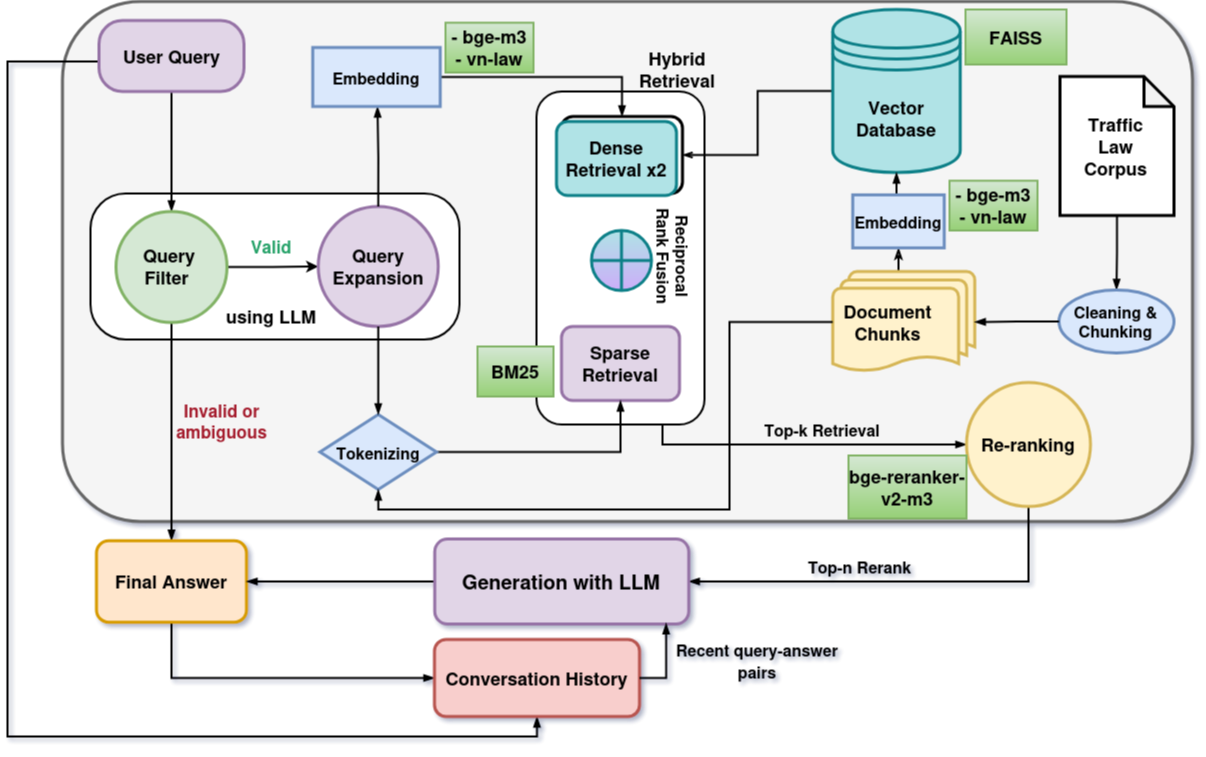 User Query
Embedding
- bge-m3
- vn-law
Hybrid
Retrieval
Vector
Database
FAISS
Traffic
Law
Corpus
Dense
Retrieval x2
Embedding
- bge-m3
- vn-law
Query
Filter
Valid
Query
Expansion
using LLM
Reciprocal
Rank Fusion
Document
Chunks
Cleaning &
Chunking
BM25
Sparse
Retrieval
Invalid or
ambiguous
Tokenizing
Top-k Retrieval
Re-ranking
bge-reranker-
v2-m3
Final Answer
Generation with LLM
Top-n Rerank
Conversation History
Recent query-answer
pairs